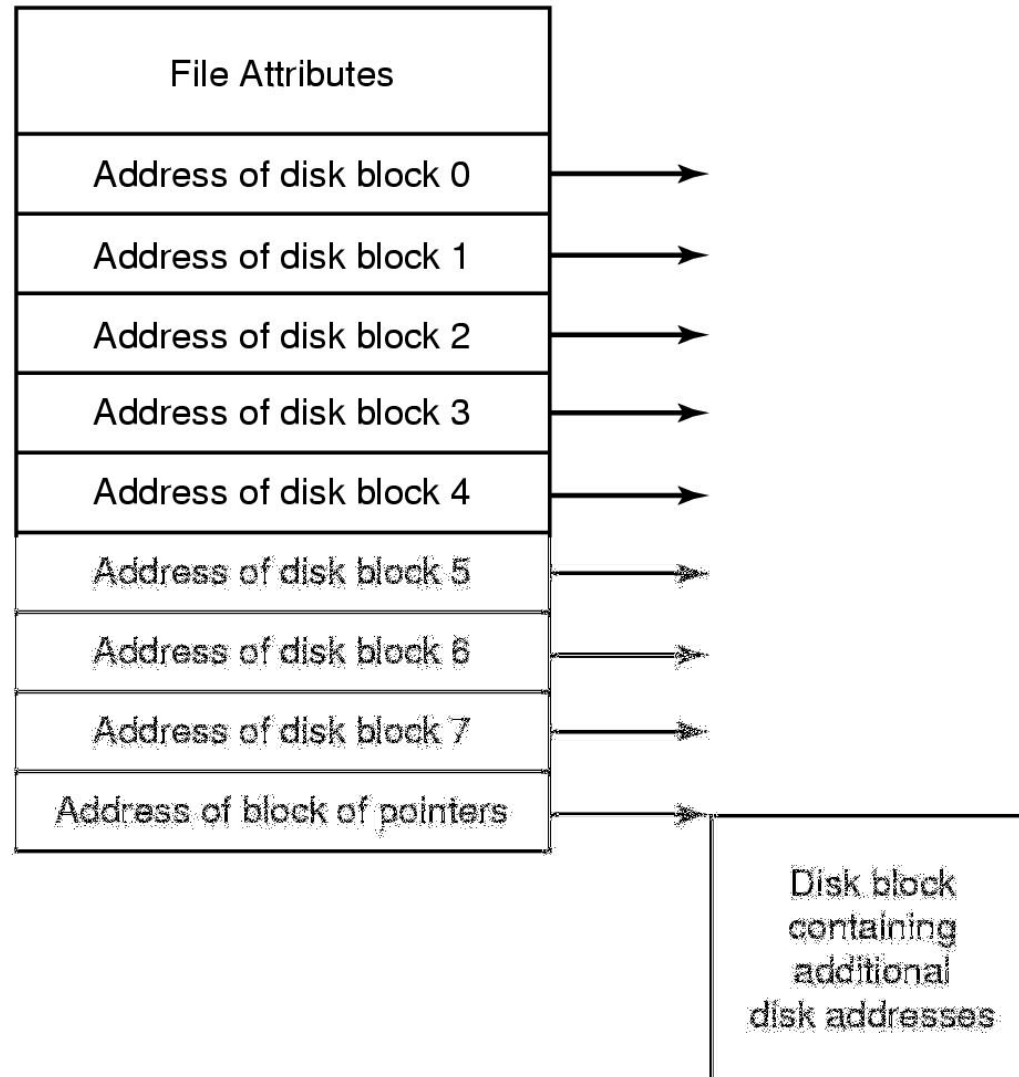 File Attributes
Address of disk block 0
Address of disk block 1
Address of disk block 2
Address of disk block 3
Address of disk block 4
Address of disk block 5
Address of disk block 6
Address of disk block 7
Address of block of pointers
Disk block
containing
additional
disk addresses